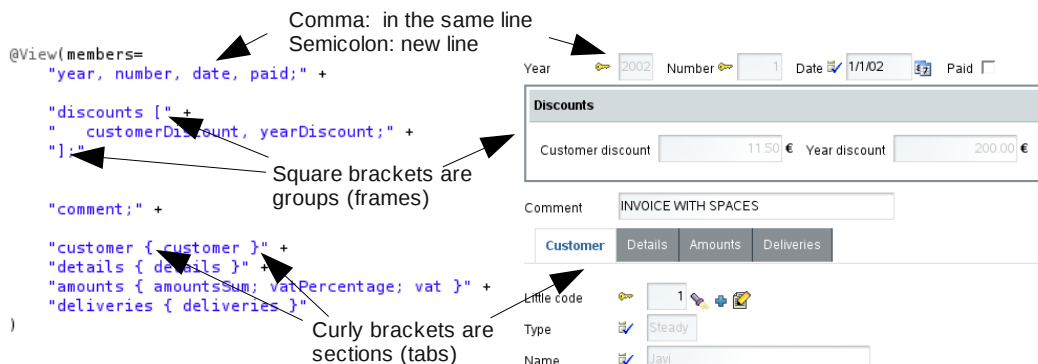 Comma: in the same line
Semicolon: new line
@View(members=
"year, number, date, paid;" +
"discounts [" +
" customerDiscount, yearDiscount;" +
"];"
Square brackets are
groups (frames)
"comment;" +
"customer { customer }" +
"details { details }" +
"amounts { amountsSum; vatPercentage; vat }" +
"deliveries { deliveries }"
)
Curly brackets are
sections (tabs)
Year 2002 Number 1 Date 1/1/02 Paid
Discounts
Customer discount 11.50 € Year discount 200.00 €
Comment INVOICE WITH SPACES
Customer Details Amounts Deliveries
Little code 1
Type Steady
Name Javi